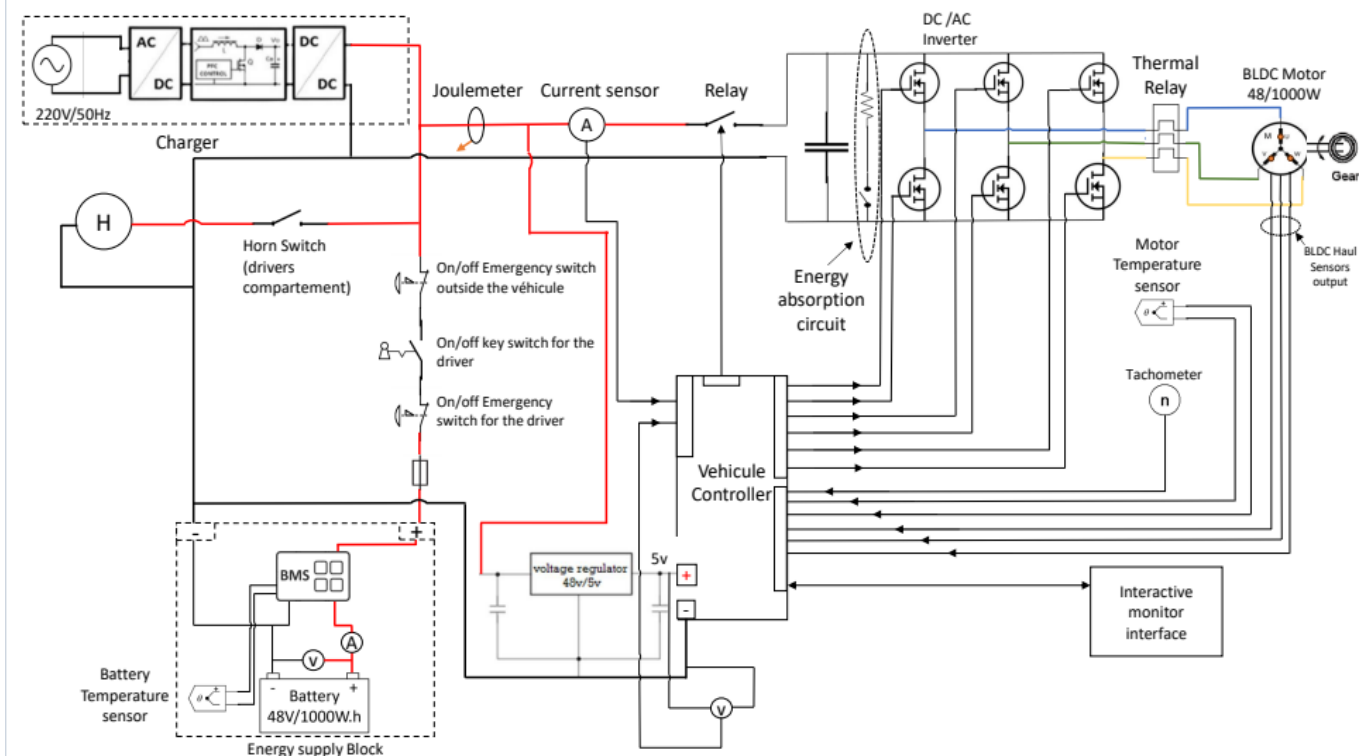 AC
DC
PFC
CONTROL
L
D
Q
DC
DC
220V/50Hz
Charger
Joulemeter
Current sensor
A
Relay
DC /AC
Inverter
Thermal
Relay
BLDC Motor
48/1000W
M
U
V
W
Gear
H
Horn Switch
(drivers
compartement)
On/off Emergency switch
outside the véhicule
On/off key switch for the
driver
On/off Emergency
switch for the driver
Energy
absorption
circuit
Motor
Temperature
sensor
θ
BLDC Haul
Sensors
output
Tachometer
n
Vehicule
Controller
-
+
BMS
A
v
- +
Battery
48V/1000W.h
Battery
Temperature
sensor
θ
Energy supply Block
voltage regulator
48v/5v
5v
+
-
v
Interactive
monitor
interface